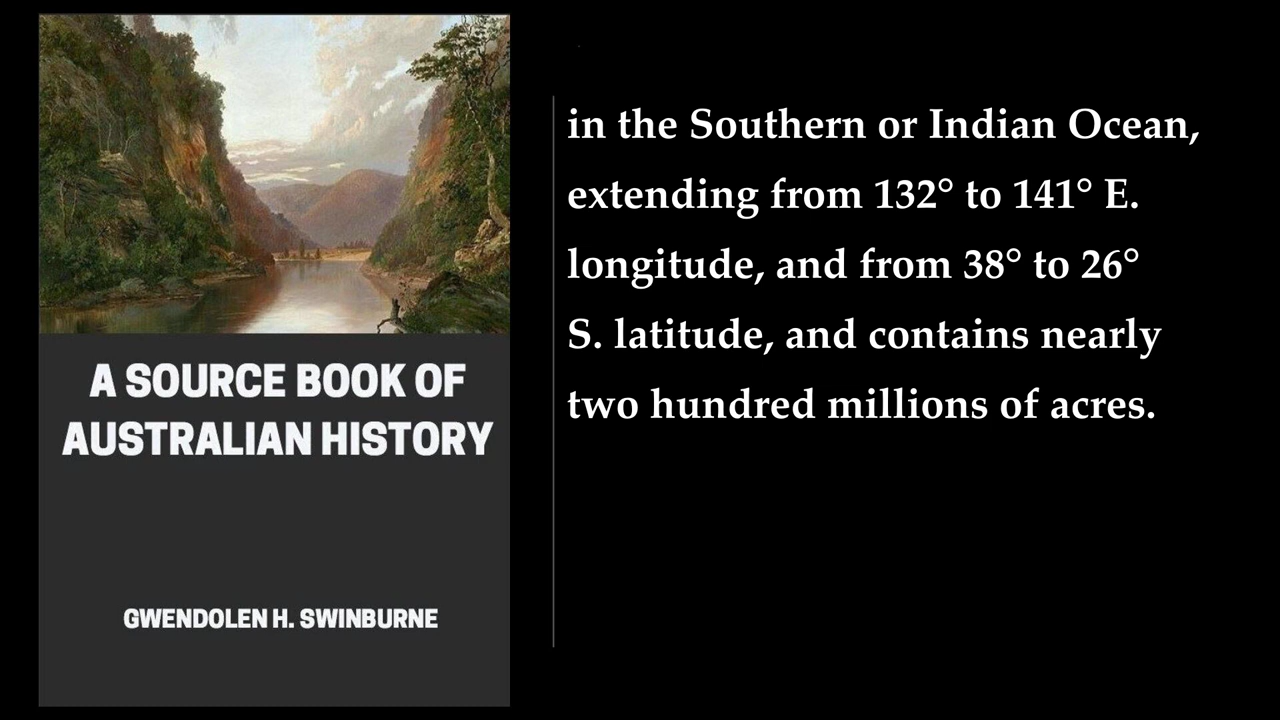 A SOURCE BOOK OF
AUSTRALIAN HISTORY
GWENDOLEN H. SWINBURNE
in the Southern or Indian Ocean,
extending from 132° to 141° E.
longitude, and from 38° to 26°
S. latitude, and contains nearly
two hundred millions of acres.